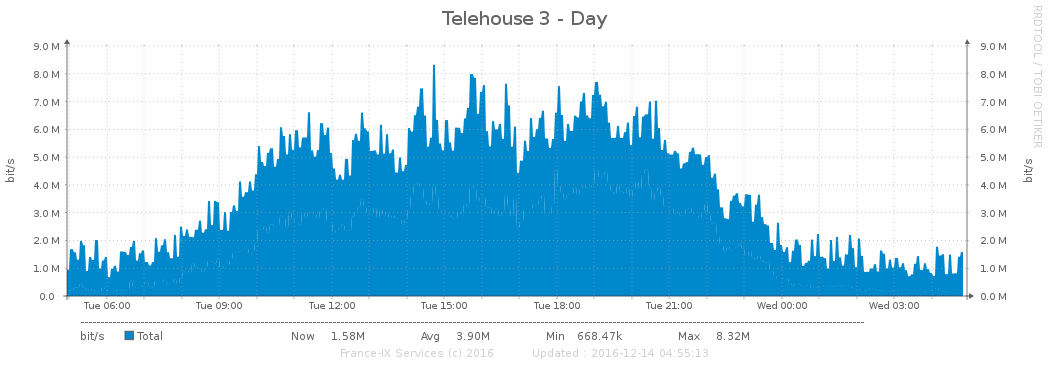 Telehouse 3 - Day
RRDTOOL / TOBI OETIKER
bit/s
9.0 M 9.0 M
8.0 M 8.0 M
7.0 M 7.0 M
6.0 M 6.0 M
5.0 M 5.0 M
4.0 M 4.0 M
3.0 M 3.0 M
2.0 M 2.0 M
1.0 M 1.0 M
0.0 0.0 M
bit/s
Tue 06:00 Tue 09:00 Tue 12:00 Tue 15:00 Tue 18:00 Tue 21:00 Wed 00:00 Wed 03:00
bit/s Total Now 1.58M Avg 3.90M Min 668.47k Max 8.32M
France-IX Services (c) 2016 Updated : 2016-12-14 04:55:13